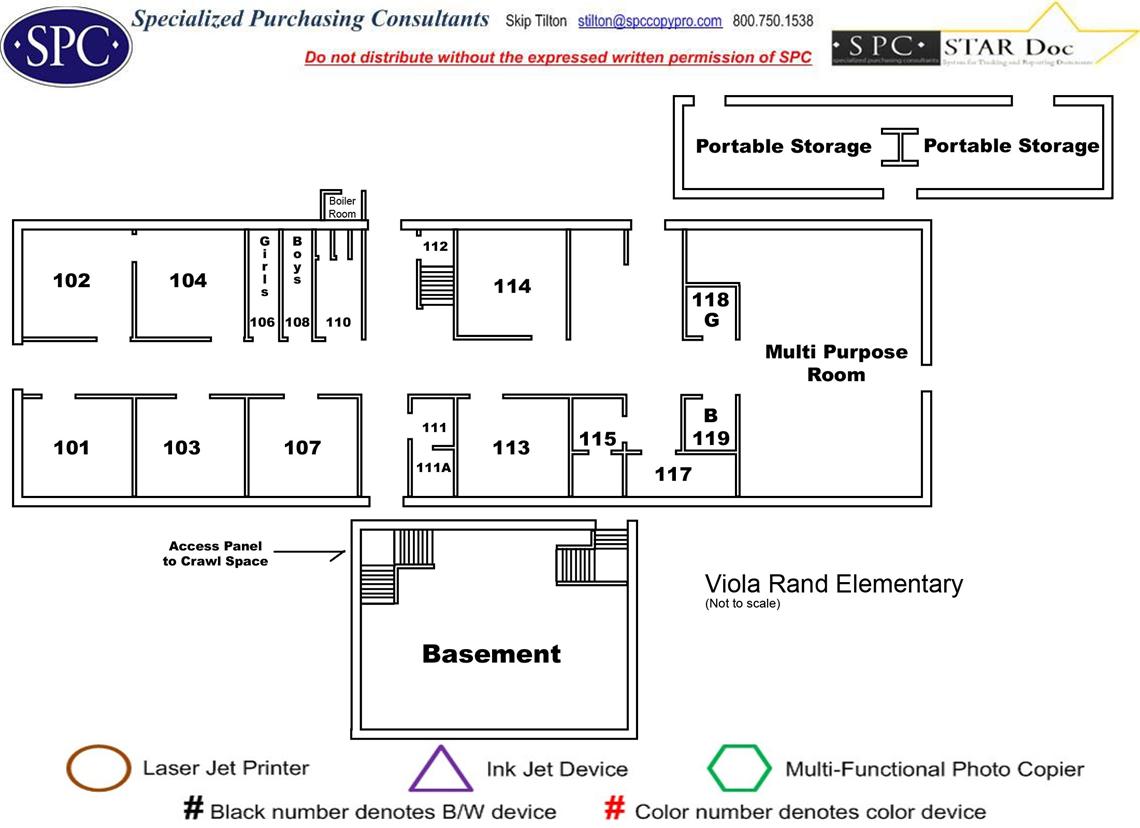 Specialized Purchasing Consultants Skip Tilton stilton@spccopypro.com 800.750.1538
·SPC·
Do not distribute without the expressed written permission of SPC
·SPC· STAR Doc
specialized purchasing consultants System for Tracking and Reporting Documents
Portable Storage
Portable Storage
Boiler
Room
102
104
Girls
106
Boys
108
110
112
114
118
G
Multi Purpose
Room
101
103
107
111
111A
113
115
B
119
117
Access Panel
to Crawl Space
Viola Rand Elementary
(Not to scale)
Basement
Laser Jet Printer
Ink Jet Device
Multi-Functional Photo Copier
# Black number denotes B/W device
# Color number denotes color device